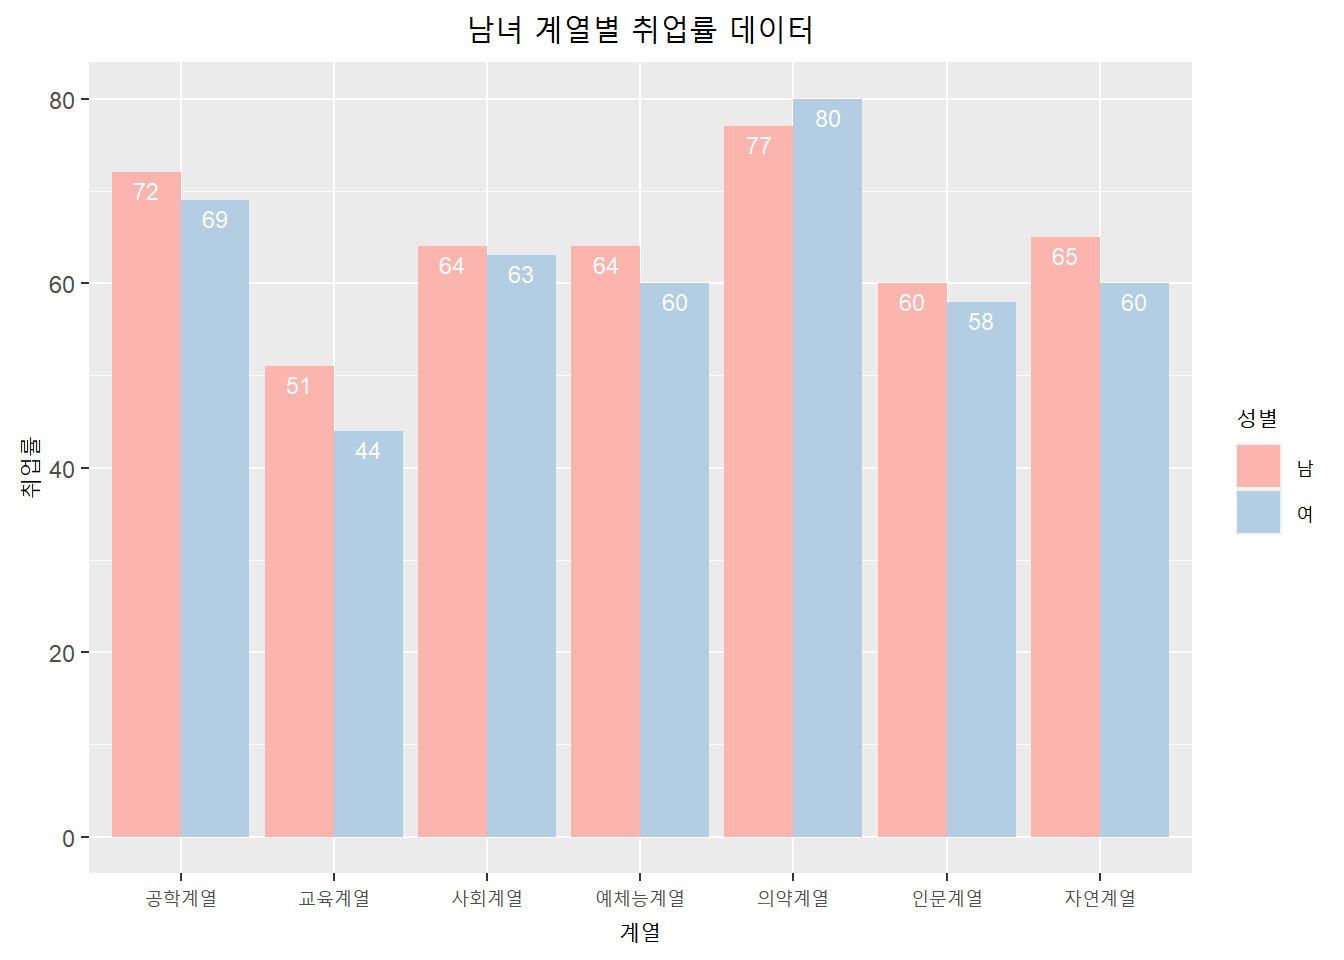 남녀 계열별 취업률 데이터
취업률
80
60
40
20
0
72
69
51
44
64
63
64
60
77
80
60
58
65
60
공학계열
교육계열
사회계열
예체능계열
의약계열
인문계열
자연계열
계열
성별
남
여